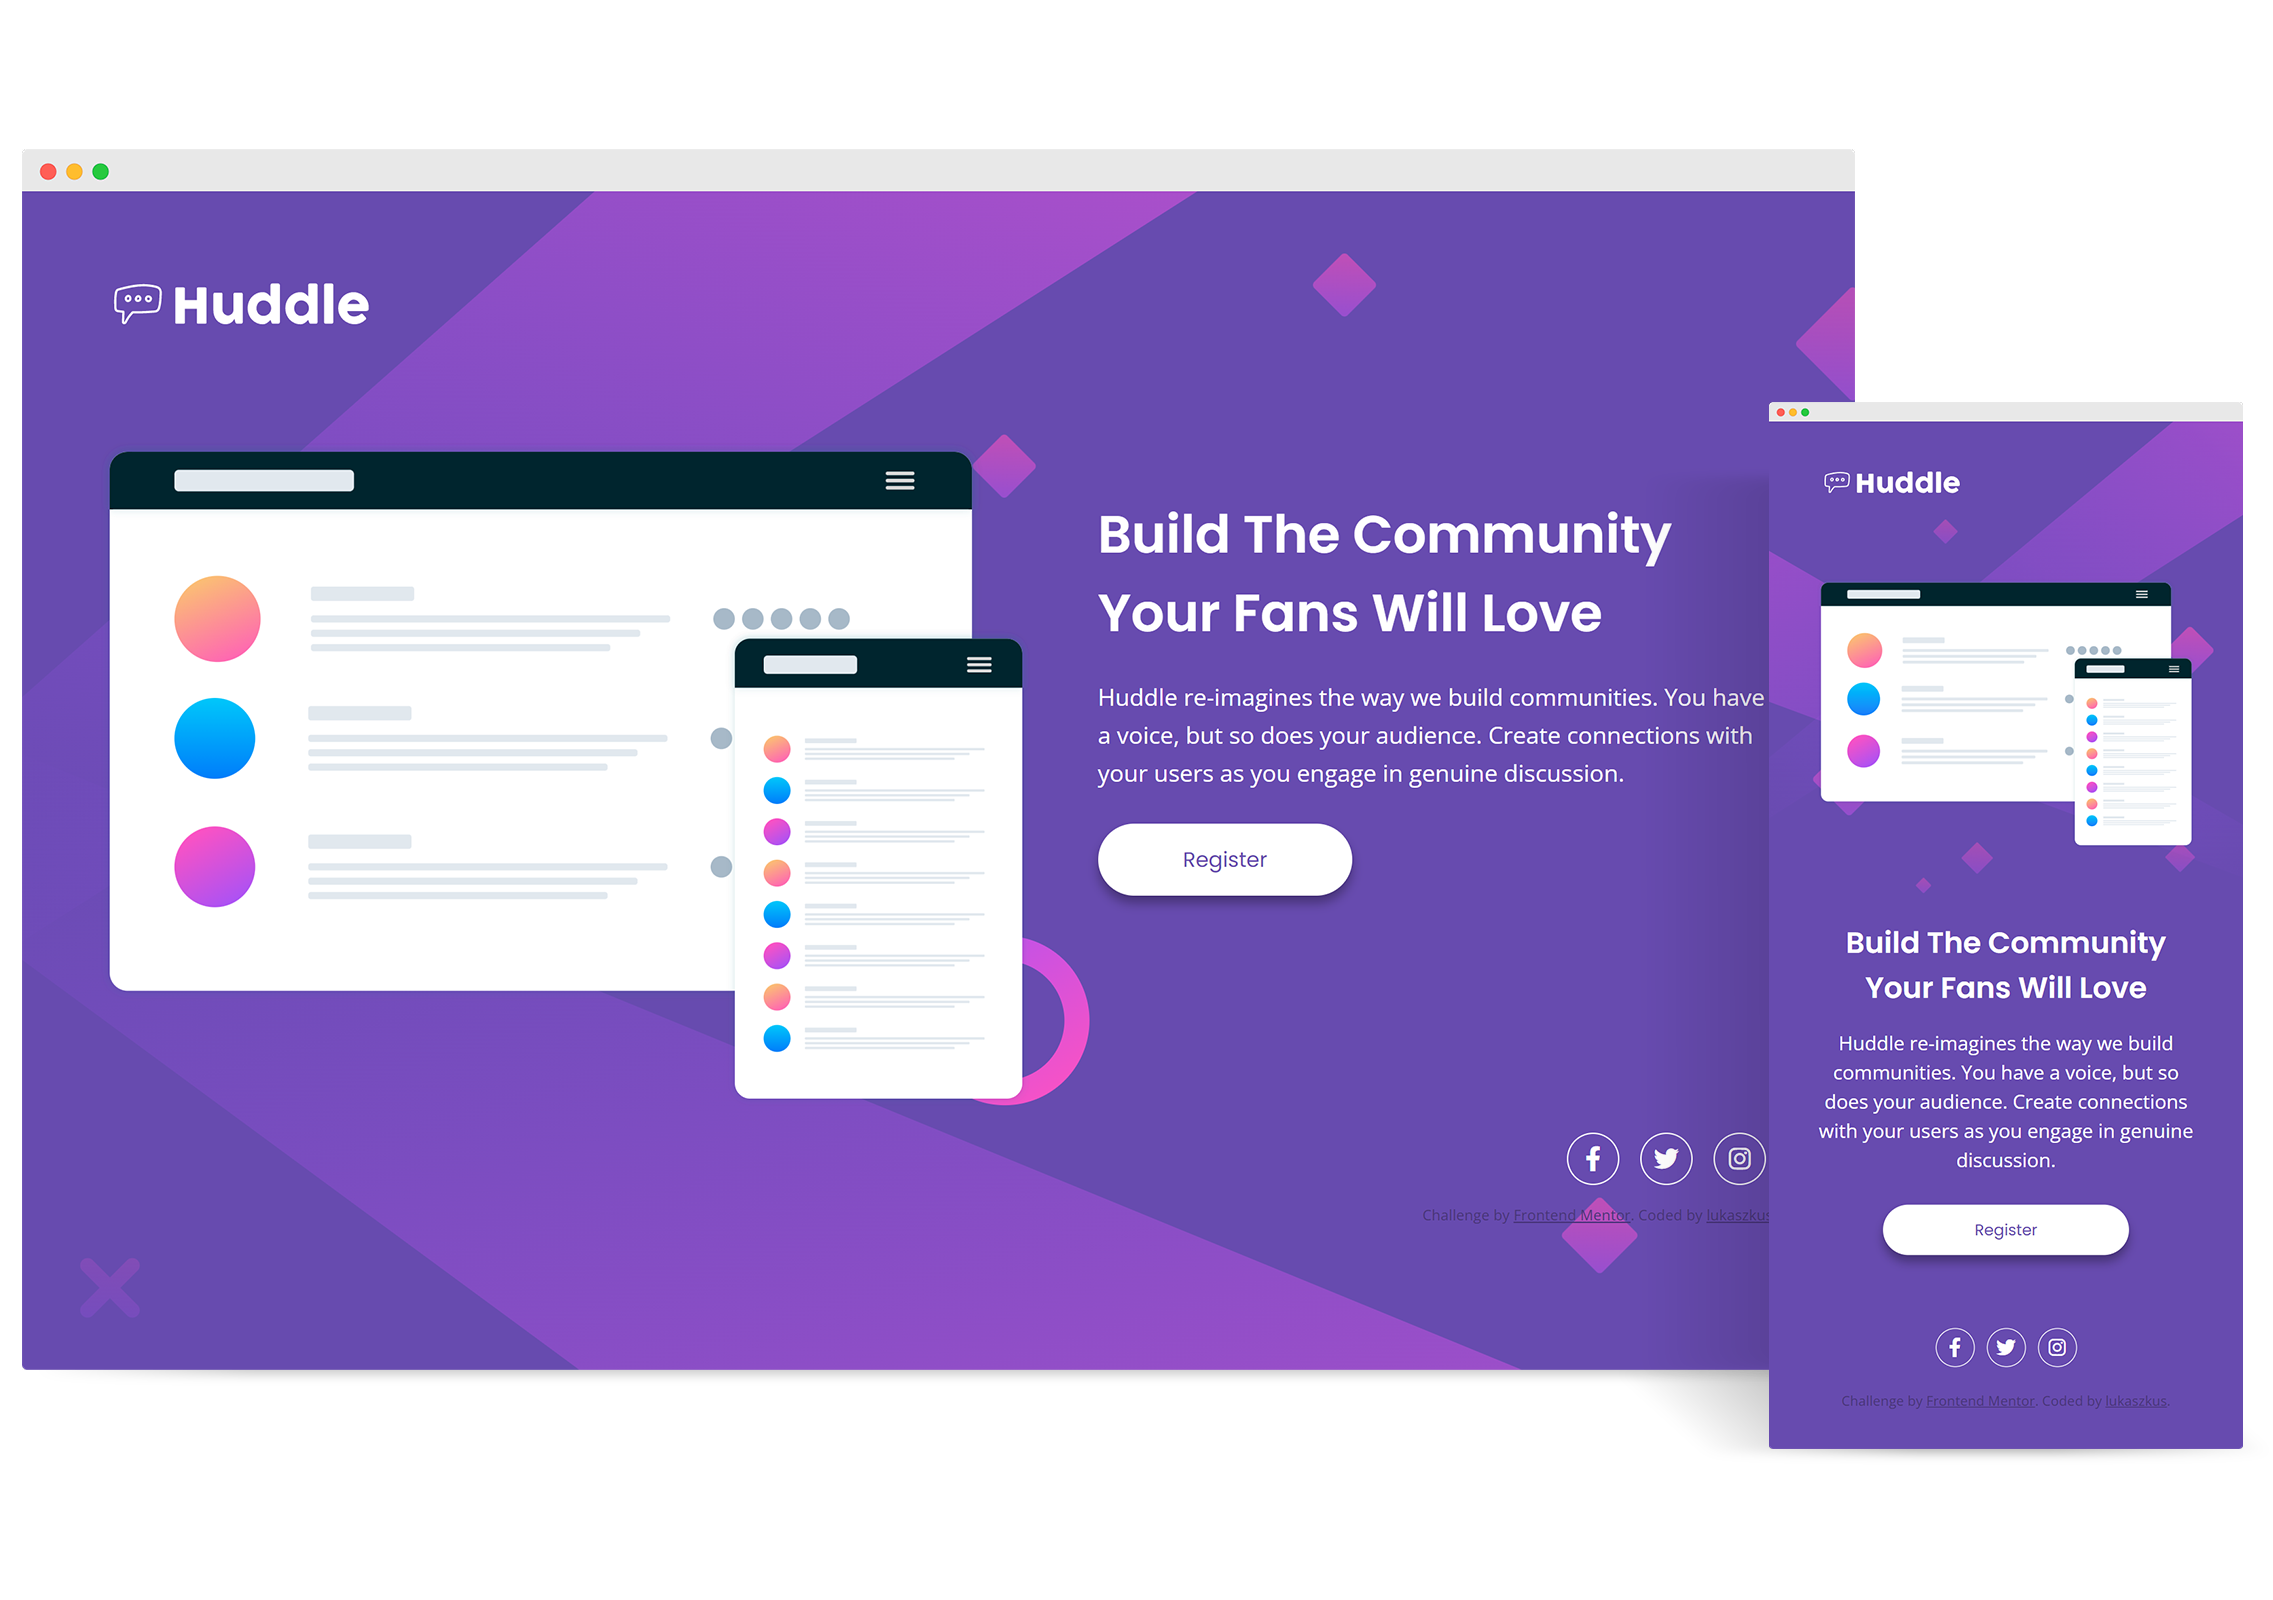 Huddle
Build The Community
Your Fans Will Love
Huddle re-imagines the way we build communities. You have
a voice, but so does your audience. Create connections with
your users as you engage in genuine discussion.
Register
Challenge by Frontend Mentor. Coded by lukaszkus
Huddle
Build The Community
Your Fans Will Love
Huddle re-imagines the way we build
communities. You have a voice, but so
does your audience. Create connections
with your users as you engage in genuine
discussion.
Register
Challenge by Frontend Mentor. Coded by lukaszkus.